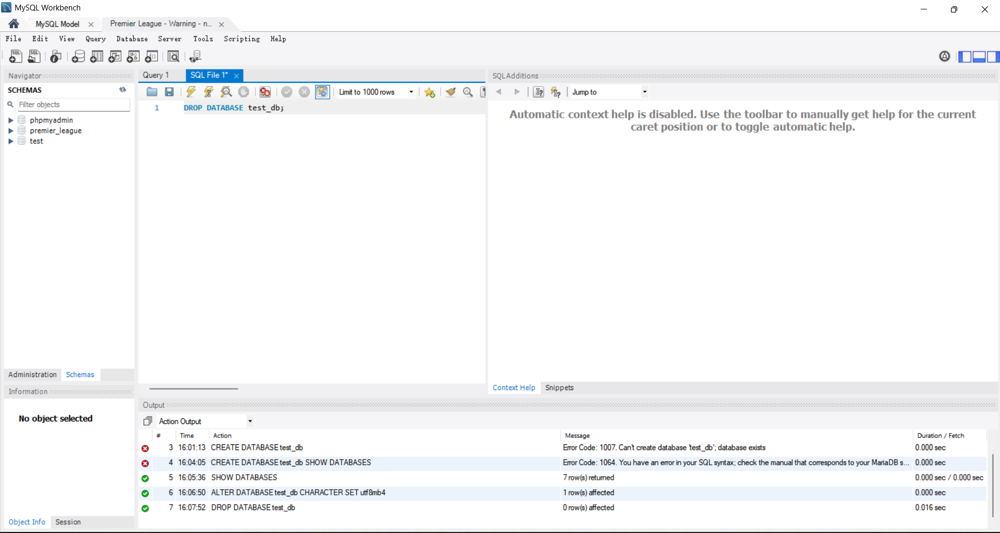 MySQL Workbench
MySQL Model
Premier League - Warning - n...
File Edit View Query Database Server Tools Scripting Help
Navigator
SCHEMAS
Filter objects
phpmyadmin
premier_league
test
Administration Schemas
Information
No object selected
Object Info Session
Query 1 SQL File 1*
Limit to 1000 rows
1 DROP DATABASE test_db;
SQLAdditions
Jump to
Automatic context help is disabled. Use the toolbar to manually get help for the current
caret position or to toggle automatic help.
Context Help Snippets
Output
Action Output
# Time Action Message Duration / Fetch
3 16:01:13 CREATE DATABASE test_db Error Code: 1007. Can't create database 'test_db'; database exists 0.000 sec
4 16:04:05 CREATE DATABASE test_db SHOW DATABASES Error Code: 1064. You have an error in your SQL syntax; check the manual that corresponds to your MariaDB s... 0.000 sec
5 16:05:36 SHOW DATABASES 7 row(s) returned 0.000 sec / 0.000 sec
6 16:06:50 ALTER DATABASE test_db CHARACTER SET utf8mb4 1 row(s) affected 0.000 sec
7 16:07:52 DROP DATABASE test_db 0 row(s) affected 0.016 sec